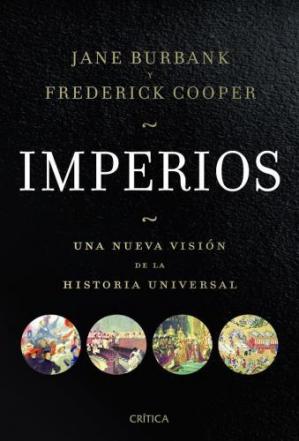 JANE BURBANK
Y
FREDERICK COOPER
~
IMPERIOS
~
UNA NUEVA VISIÓN
DE LA
HISTORIA UNIVERSAL
CRÍTICA